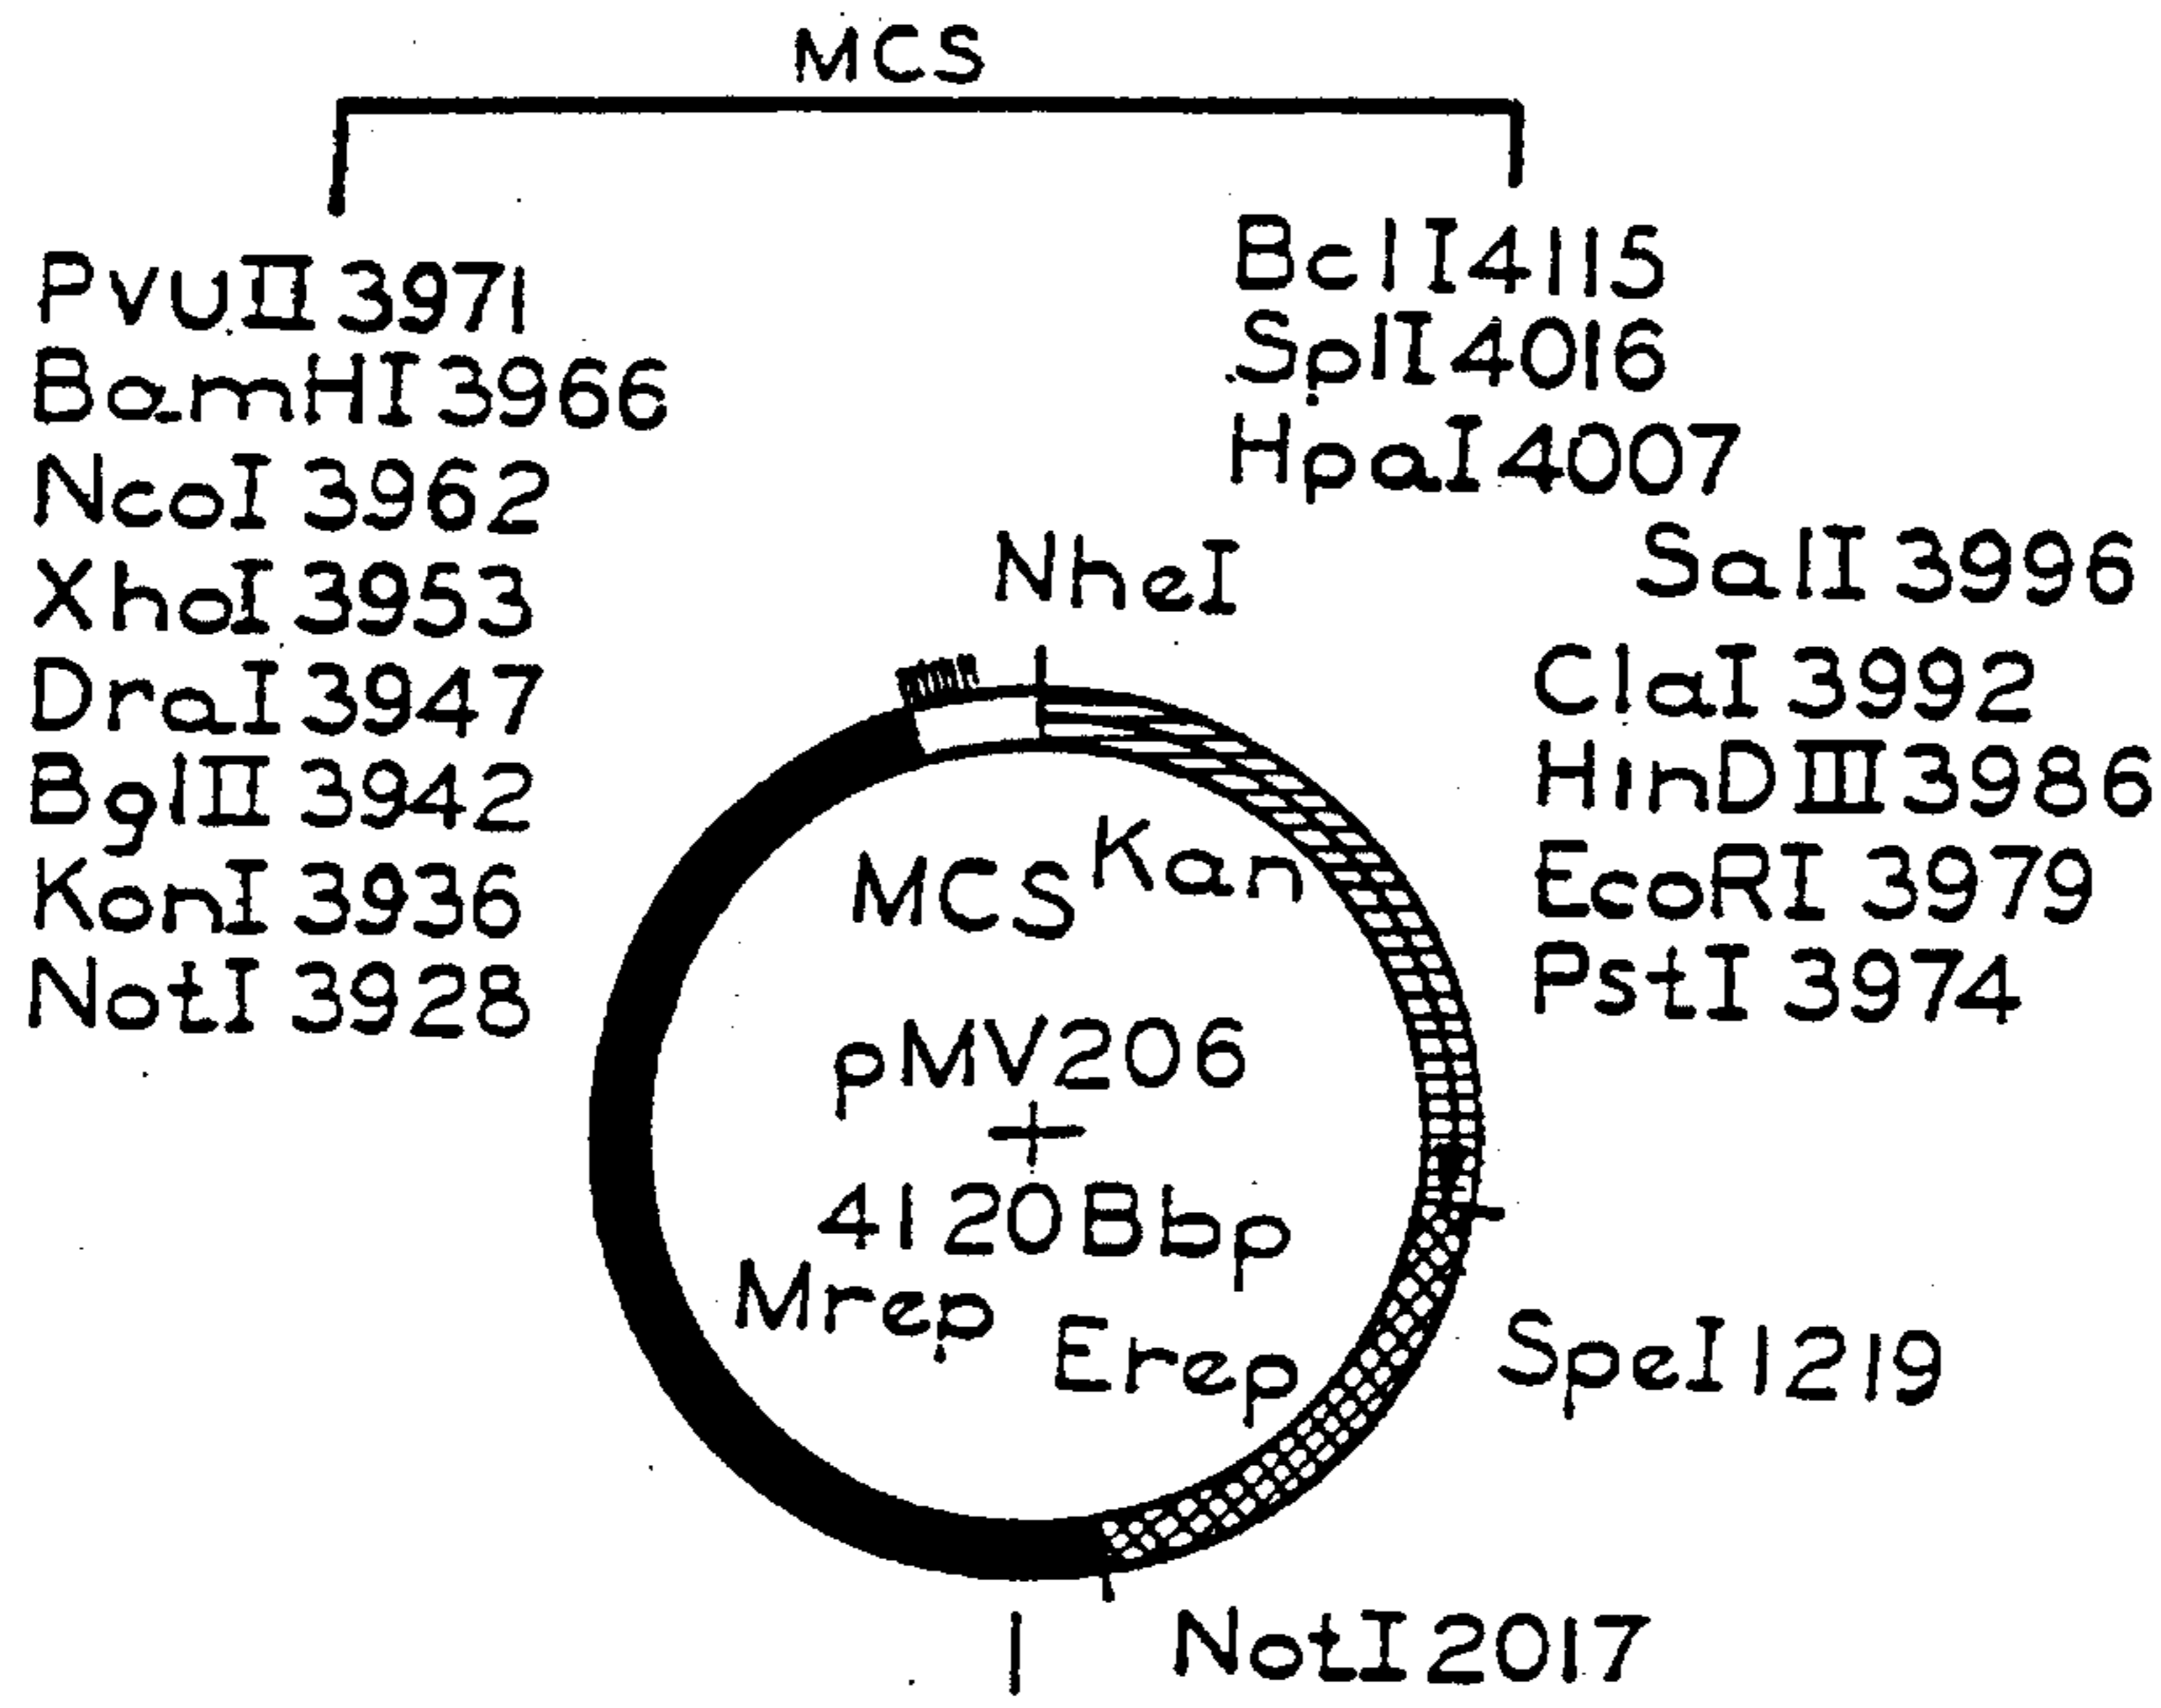 MCS
PvuII 3971
BamHI 3966
NcoI 3962
XhoI 3953
DraI 3947
BglII 3942
KonI 3936
NotI 3928
BclI 4115
SplI 4016
HpaI 4007
SalI 3996
ClaI 3992
HinDIII 3986
EcoRI 3979
PstI 3974
NheI
MCS Kan
pMV206
4120Bbp
Mrep Erep
SpeI 1219
NotI 2017